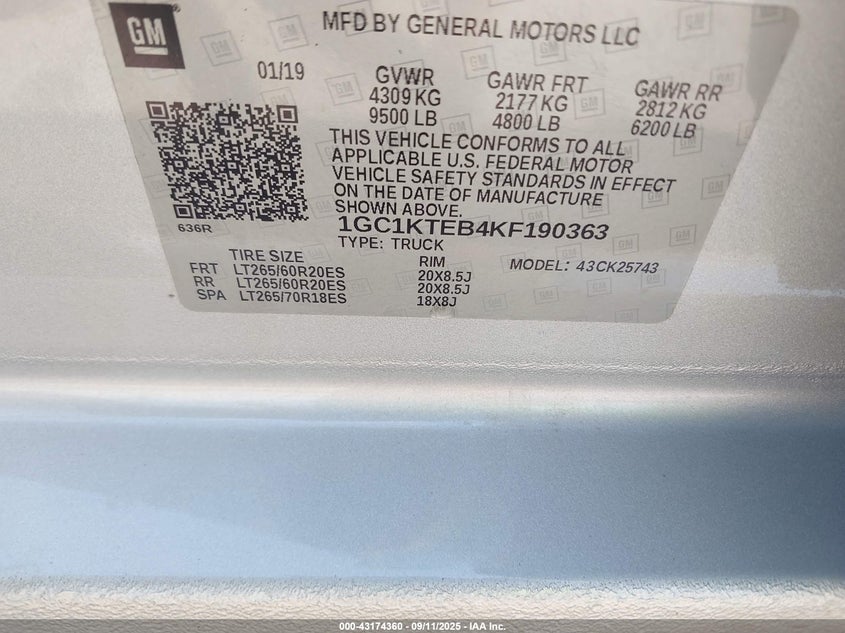 GM
MFD BY GENERAL MOTORS LLC
01/19
GVWR
4309 KG
9500 LB
GAWR FRT
2177 KG
4800 LB
GAWR RR
2812 KG
6200 LB
THIS VEHICLE CONFORMS TO ALL
APPLICABLE U.S. FEDERAL MOTOR
VEHICLE SAFETY STANDARDS IN EFFECT
ON THE DATE OF MANUFACTURE
SHOWN ABOVE.
636R
1GC1KTEB4KF190363
TYPE: TRUCK
TIRE SIZE RIM MODEL: 43CK25743
FRT LT265/60R20ES 20X8.5J
RR LT265/60R20ES 20X8.5J
SPA LT265/70R18ES 18X8J
000-43174360 - 09/11/2025 - IAA Inc.